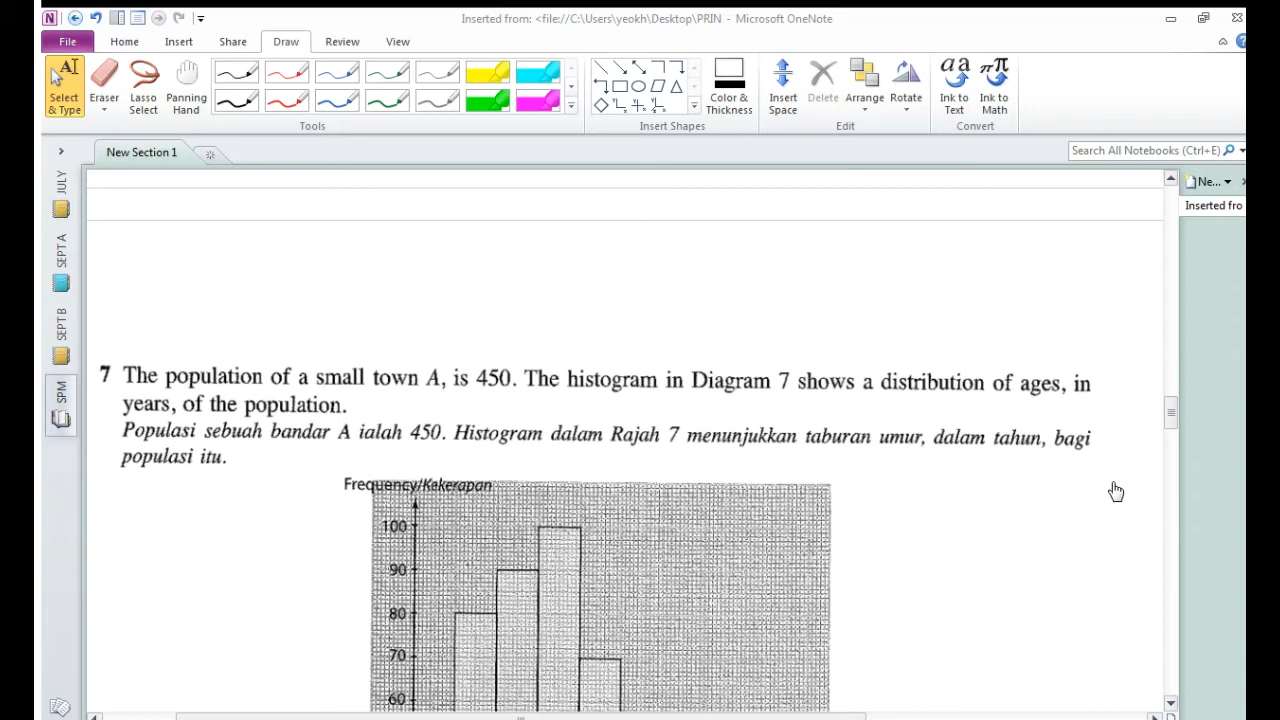 Inserted from: <file://C:\Users\yeokh\Desktop\PRIN - Microsoft OneNote
File
Home
Insert
Share
Draw
Review
View
Select & Type
Eraser
Lasso Select
Panning Hand
Color & Thickness
Insert Space
Delete
Arrange
Rotate
Ink to Text
Ink to Math
Tools
Insert Shapes
Edit
Convert
New Section 1
Search All Notebooks (Ctrl+E)
Ne...
Inserted fro
JULY
SEPT A
SEPT B
SPM
7 The population of a small town A, is 450. The histogram in Diagram 7 shows a distribution of ages, in
years, of the population.
Populasi sebuah bandar A ialah 450. Histogram dalam Rajah 7 menunjukkan taburan umur, dalam tahun, bagi
populasi itu.
Frequency/Kekerapan
100
90
80
70
60